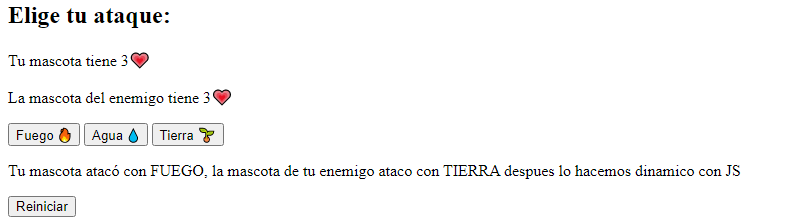 Elige tu ataque:
Tu mascota tiene 3💗
La mascota del enemigo tiene 3💗
Fuego 🔥 Agua 💧 Tierra 🌱
Tu mascota atacó con FUEGO, la mascota de tu enemigo ataco con TIERRA despues lo hacemos dinamico con JS
Reiniciar